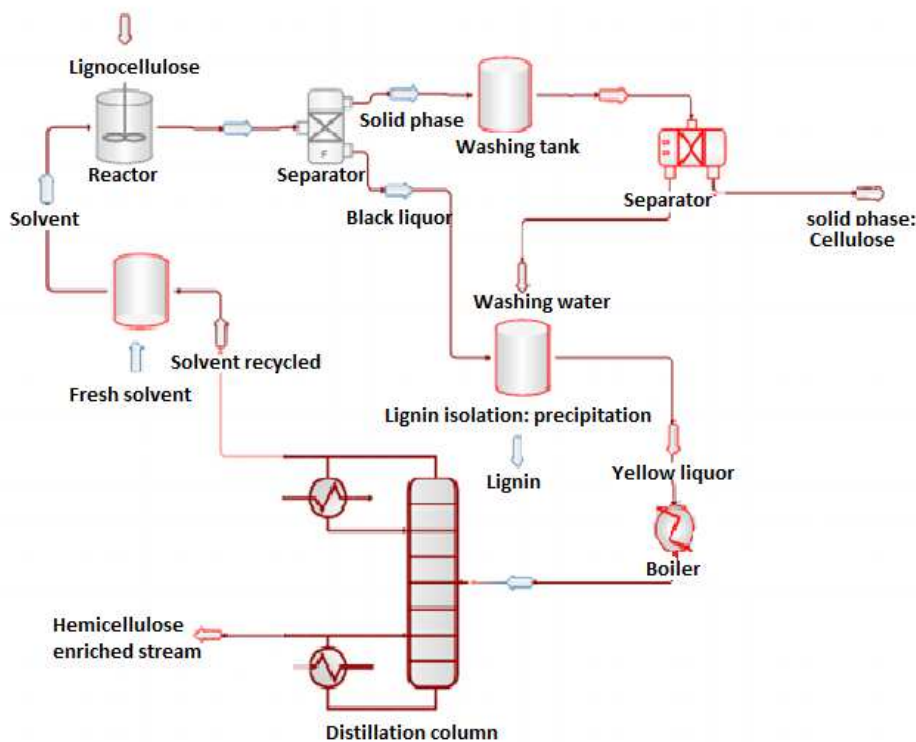 Lignocellulose
Reactor
Separator
Solid phase
Washing tank
Separator
solid phase:
Cellulose
Solvent
Black liquor
Washing water
Solvent recycled
Fresh solvent
Lignin isolation: precipitation
Lignin
Yellow liquor
Boiler
Hemicellulose
enriched stream
Distillation column